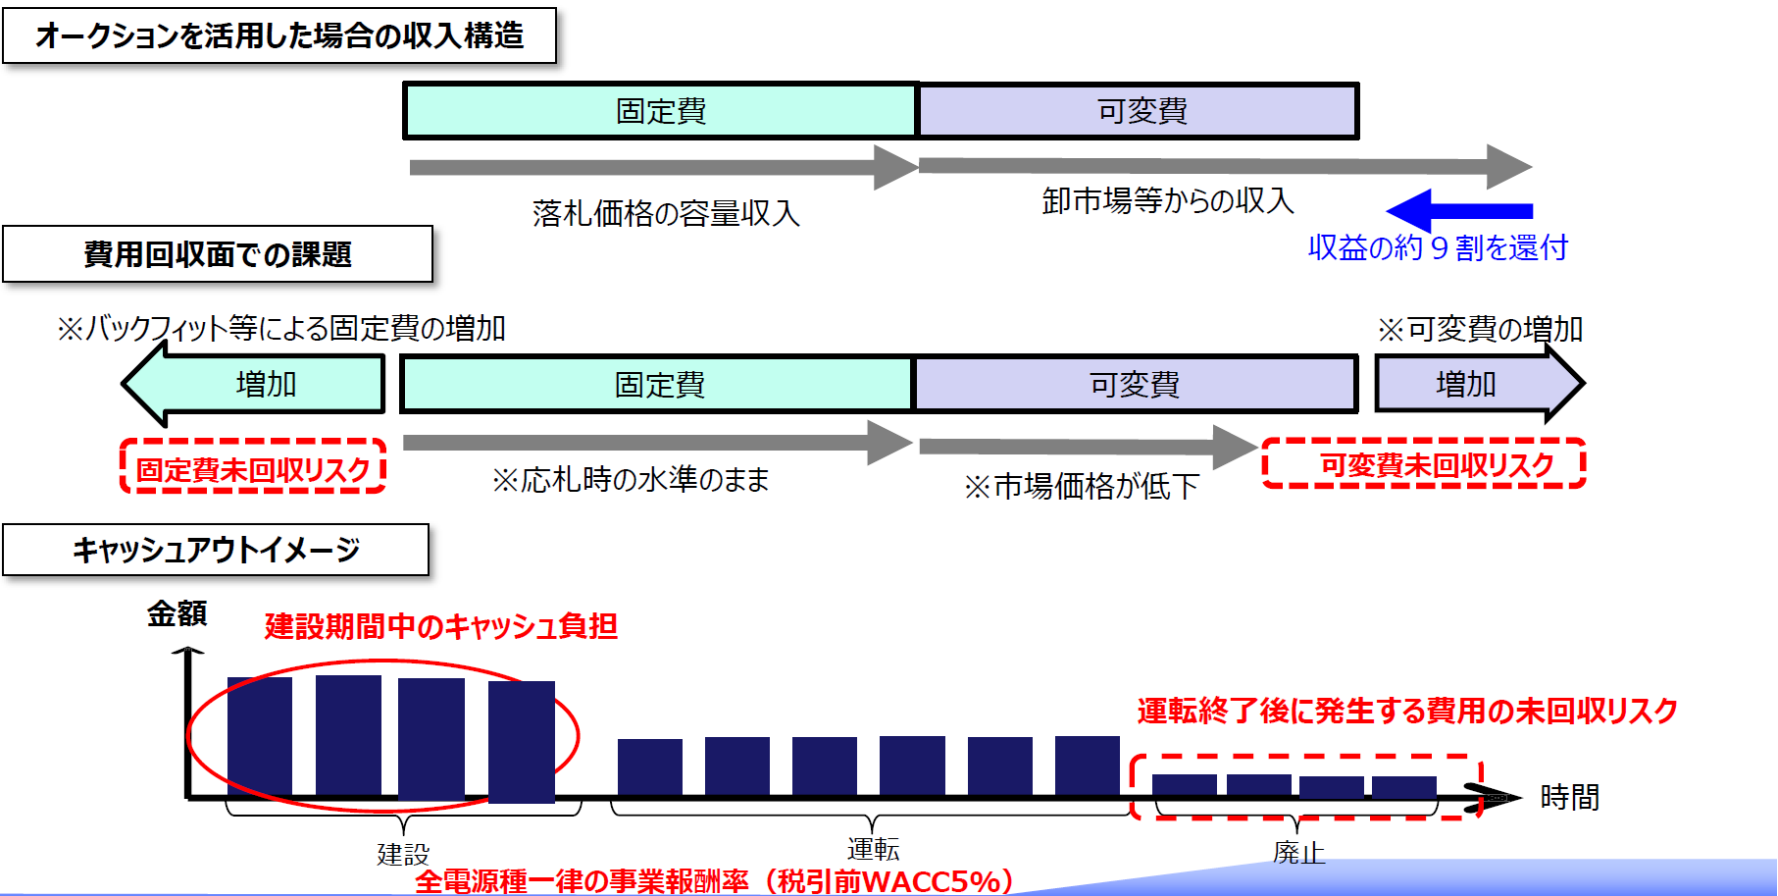 オークションを活用した場合の収入構造
固定費
可変費
落札価格の容量収入
卸市場等からの収入
収益の約９割を還付
費用回収面での課題
※バックフィット等による固定費の増加
※可変費の増加
増加
固定費
可変費
増加
固定費未回収リスク
※応札時の水準のまま
※市場価格が低下
可変費未回収リスク
キャッシュアウトイメージ
金額
建設期間中のキャッシュ負担
運転終了後に発生する費用の未回収リスク
時間
建設
運転
廃止
全電源種一律の事業報酬率（税引前WACC5%）